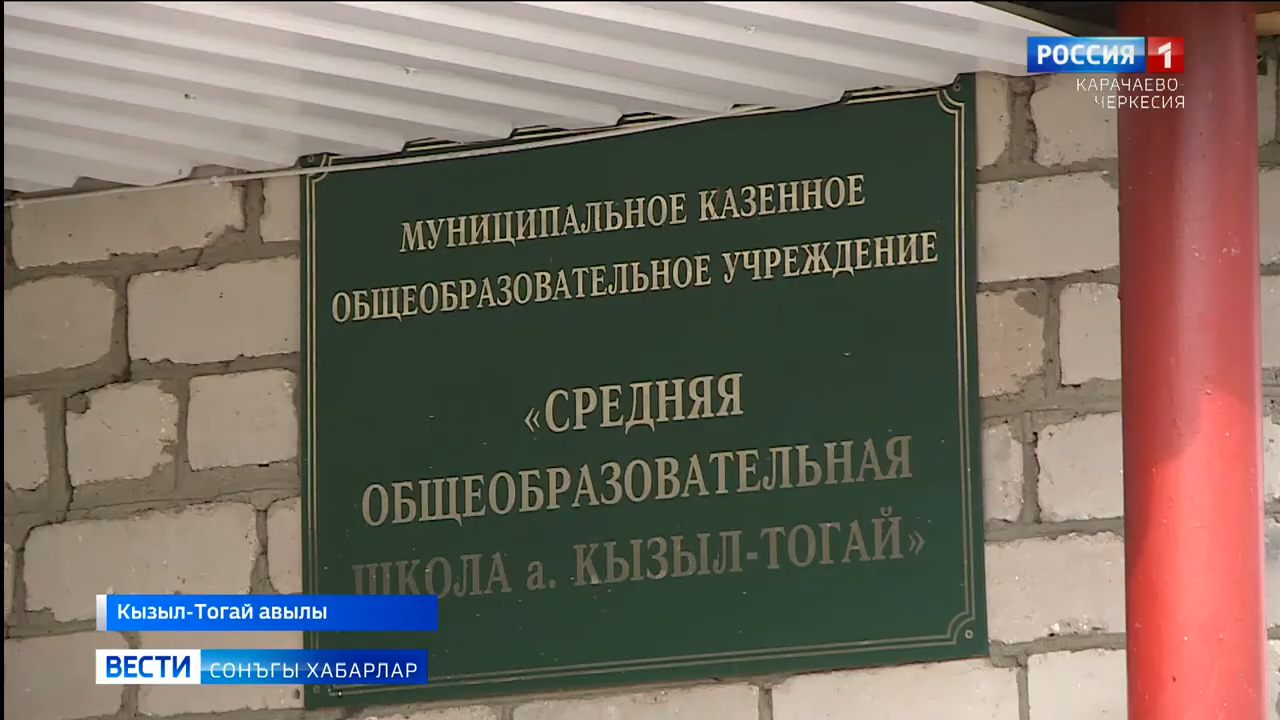 РОССИЯ 1
КАРАЧАЕВО
ЧЕРКЕСИЯ
МУНИЦИПАЛЬНОЕ КАЗЕННОЕ
ОБЩЕОБРАЗОВАТЕЛЬНОЕ УЧРЕЖДЕНИЕ
«СРЕДНЯЯ
ОБЩЕОБРАЗОВАТЕЛЬНАЯ
ШКОЛА а. КЫЗЫЛ-ТОГАЙ»
Кызыл-Тогай авылы
ВЕСТИ СОНЪГЫ ХАБАРЛАР